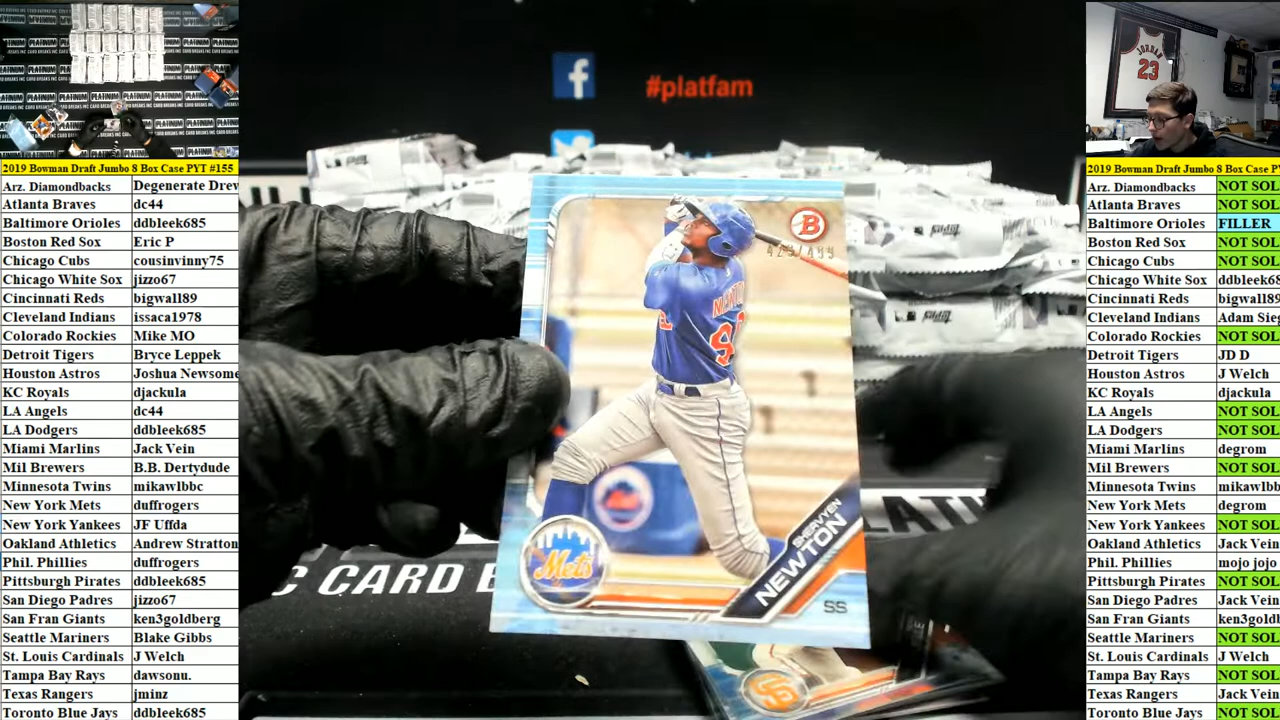 #platfam
JORDAN
23
2019 Bowman Draft Jumbo 8 Box Case PYT #155
Arz. Diamondbacks Degenerate Drew
Atlanta Braves dc44
Baltimore Orioles ddbleek685
Boston Red Sox Eric P
Chicago Cubs cousinvinny75
Chicago White Sox jizzo67
Cincinnati Reds bigwall89
Cleveland Indians issaca1978
Colorado Rockies Mike MO
Detroit Tigers Bryce Leppek
Houston Astros Joshua Newsome
KC Royals djackula
LA Angels dc44
LA Dodgers ddbleek685
Miami Marlins Jack Vein
Mil Brewers B.B. Dertydude
Minnesota Twins mikawlbbc
New York Mets duffrogers
New York Yankees JF Uffda
Oakland Athletics Andrew Stratton
Phil. Phillies duffrogers
Pittsburgh Pirates ddbleek685
San Diego Padres jizzo67
San Fran Giants ken3goldberg
Seattle Mariners Blake Gibbs
St. Louis Cardinals J Welch
Tampa Bay Rays dawsonu.
Texas Rangers jminz
Toronto Blue Jays ddbleek685
B
Mets
SHERVYEN
NEWTON
SS
C CARD B
PLATI
2019 Bowman Draft Jumbo 8 Box Case PY
Arz. Diamondbacks NOT SOL
Atlanta Braves NOT SOL
Baltimore Orioles FILLER
Boston Red Sox NOT SOL
Chicago Cubs NOT SOL
Chicago White Sox ddbleek68
Cincinnati Reds bigwall89
Cleveland Indians Adam Sieg
Colorado Rockies NOT SOL
Detroit Tigers JD D
Houston Astros J Welch
KC Royals djackula
LA Angels NOT SOL
LA Dodgers NOT SOL
Miami Marlins degrom
Mil Brewers NOT SOL
Minnesota Twins mikawlbb
New York Mets degrom
New York Yankees NOT SOL
Oakland Athletics Jack Vein
Phil. Phillies mojo jojo
Pittsburgh Pirates NOT SOL
San Diego Padres Jack Vein
San Fran Giants ken3goldb
Seattle Mariners NOT SOL
St. Louis Cardinals J Welch
Tampa Bay Rays NOT SOL
Texas Rangers Jack Vein
Toronto Blue Jays NOT SOL